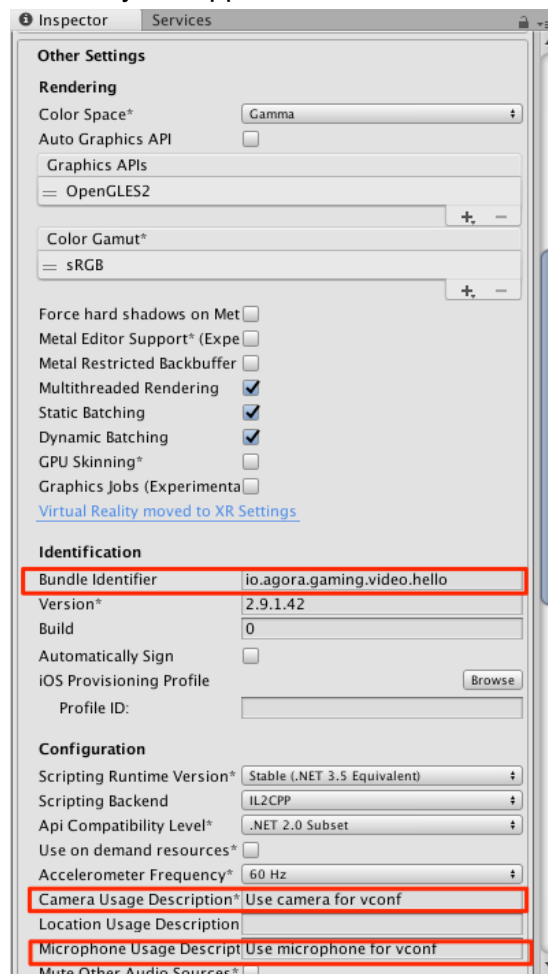 Inspector Services
Other Settings
Rendering
Color Space* Gamma
Auto Graphics API
Graphics APIs
OpenGLES2
Color Gamut*
sRGB
Force hard shadows on Met
Metal Editor Support* (Expe
Metal Restricted Backbuffer
Multithreaded Rendering
Static Batching
Dynamic Batching
GPU Skinning*
Graphics Jobs (Experimenta
Virtual Reality moved to XR Settings
Identification
Bundle Identifier io.agora.gaming.video.hello
Version* 2.9.1.42
Build 0
Automatically Sign
iOS Provisioning Profile Browse
Profile ID:
Configuration
Scripting Runtime Version* Stable (.NET 3.5 Equivalent)
Scripting Backend IL2CPP
Api Compatibility Level* .NET 2.0 Subset
Use on demand resources*
Accelerometer Frequency* 60 Hz
Camera Usage Description* Use camera for vconf
Location Usage Description
Microphone Usage Descript Use microphone for vconf
Mute Other Audio Sources*